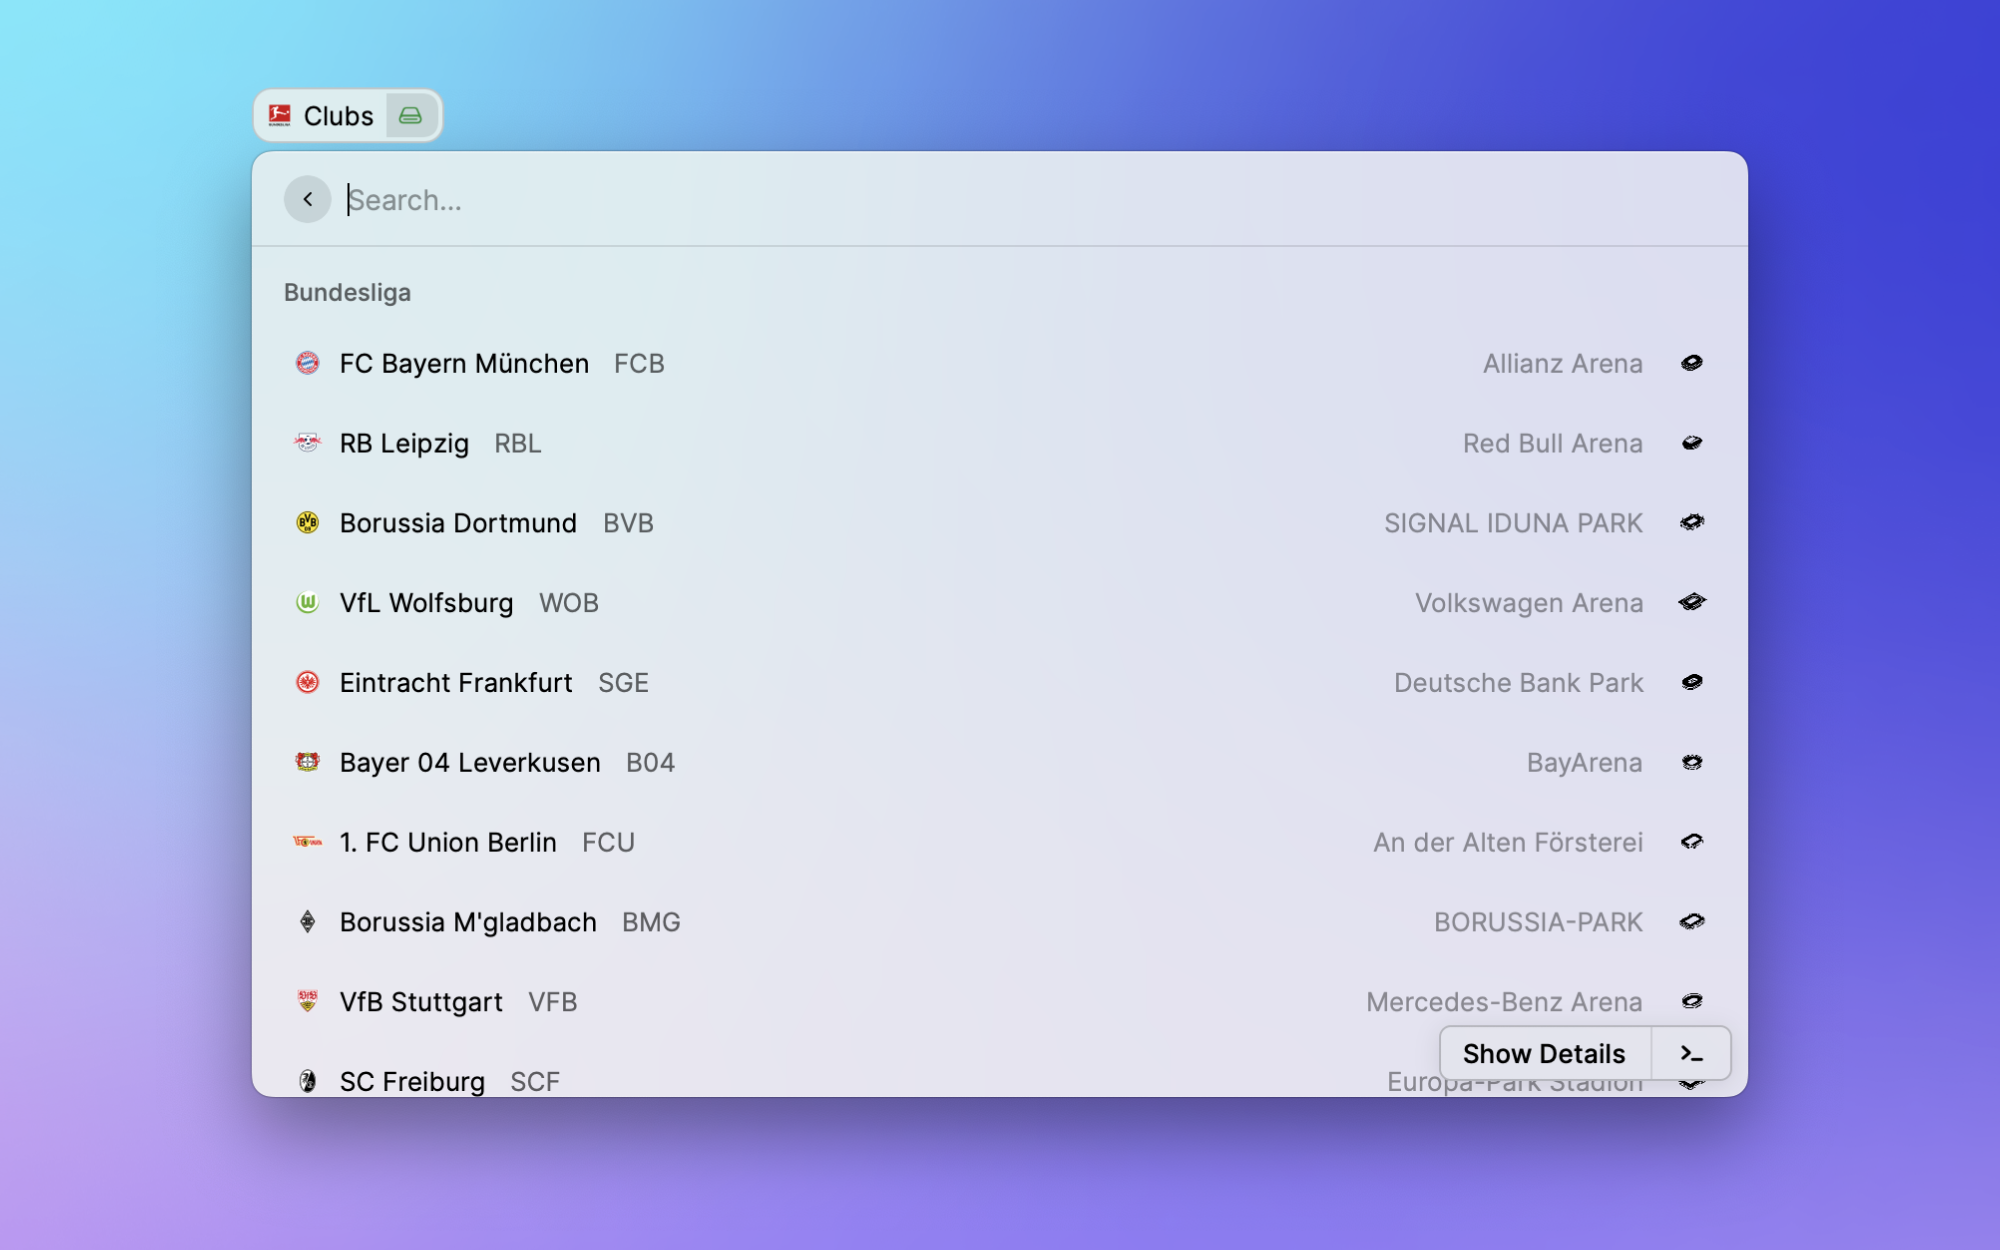 Clubs
Search...
Bundesliga
FC Bayern München FCB Allianz Arena
RB Leipzig RBL Red Bull Arena
Borussia Dortmund BVB SIGNAL IDUNA PARK
VfL Wolfsburg WOB Volkswagen Arena
Eintracht Frankfurt SGE Deutsche Bank Park
Bayer 04 Leverkusen B04 BayArena
1. FC Union Berlin FCU An der Alten Försterei
Borussia M'gladbach BMG BORUSSIA-PARK
VfB Stuttgart VFB Mercedes-Benz Arena
Show Details >_
SC Freiburg SCF Europa-Park Stadion